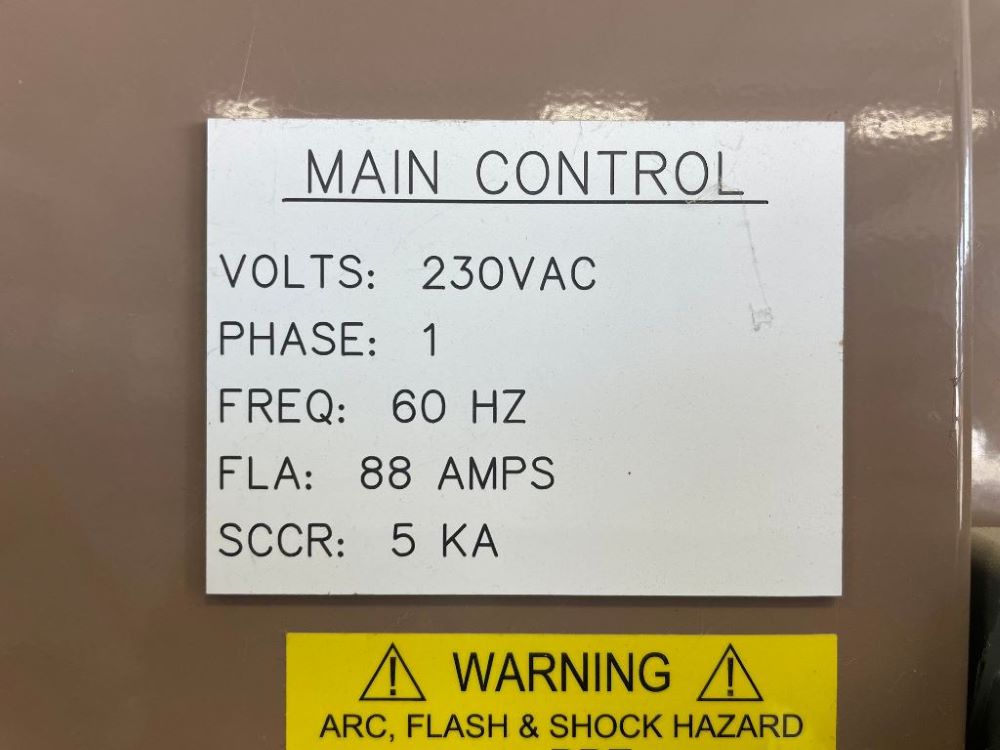 MAIN CONTROL
VOLTS: 230VAC
PHASE: 1
FREQ: 60 HZ
FLA: 88 AMPS
SCCR: 5 KA
WARNING
ARC, FLASH & SHOCK HAZARD